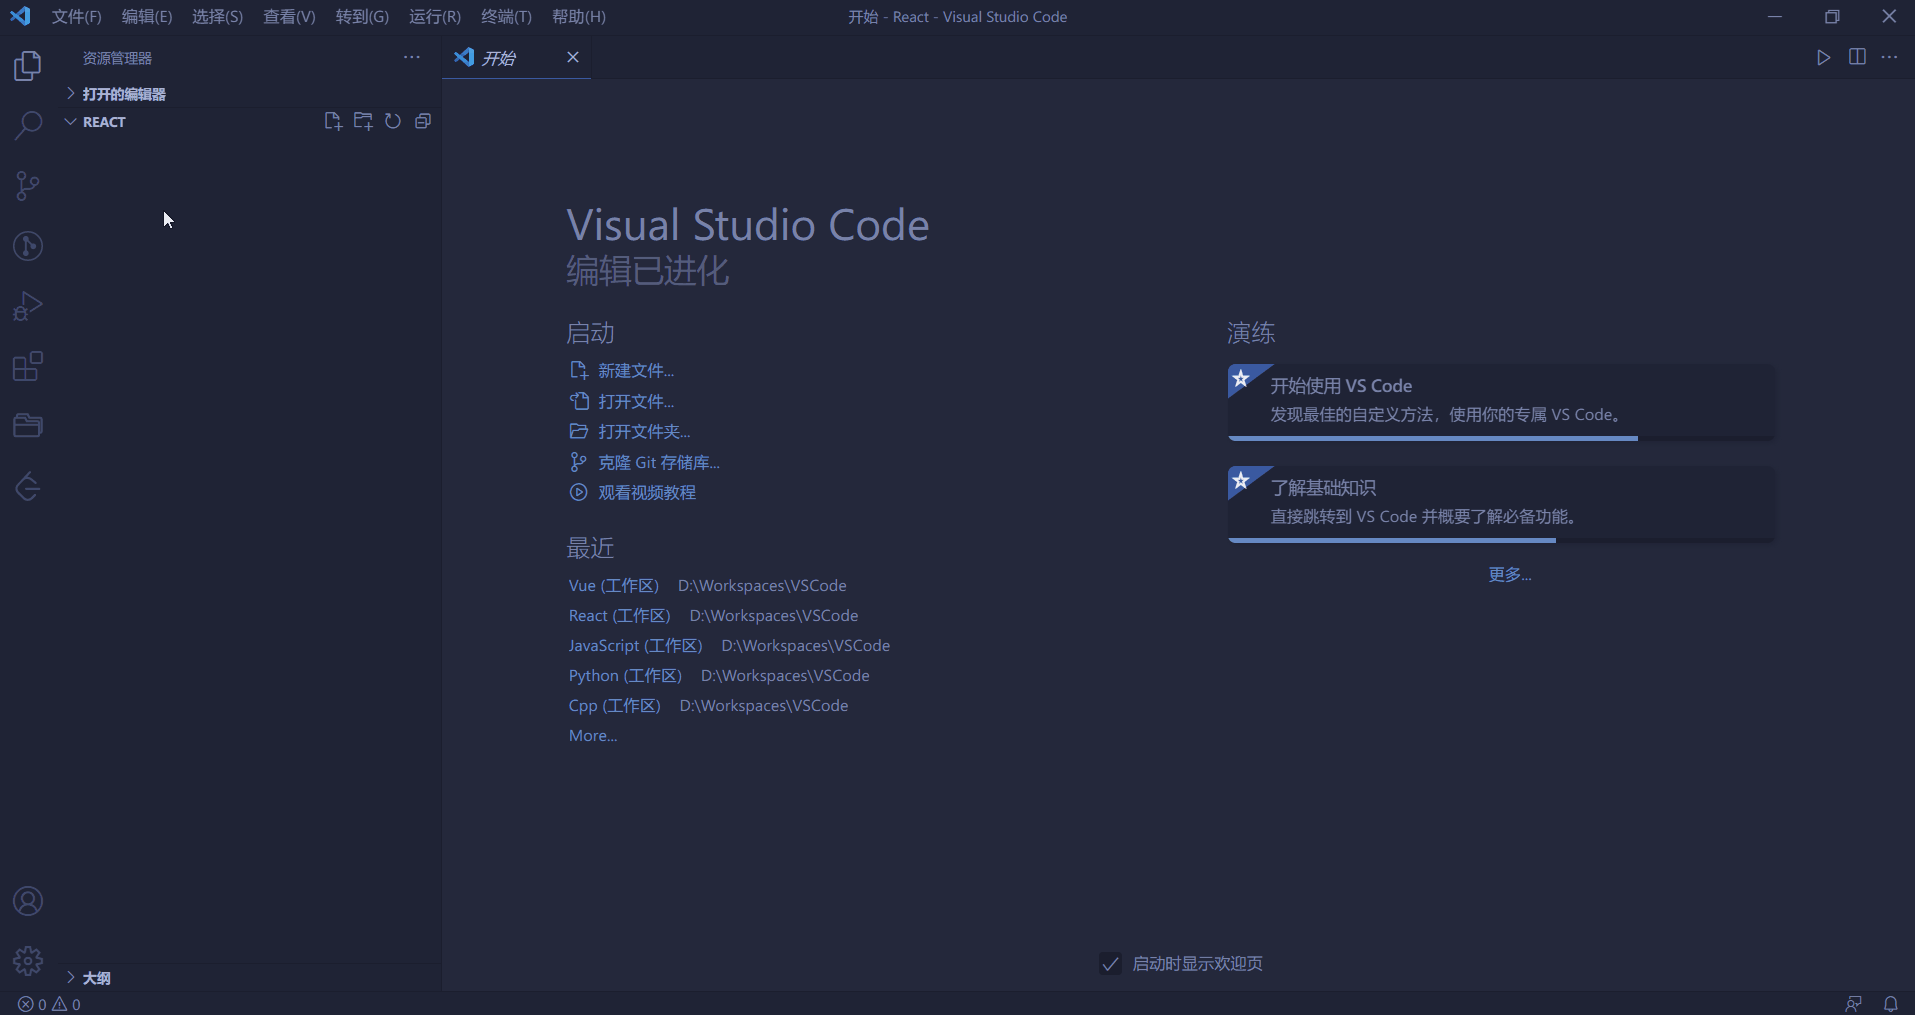 文件(F) 编辑(E) 选择(S) 查看(V) 转到(G) 运行(R) 终端(T) 帮助(H) 开始 - React - Visual Studio Code
资源管理器
开始
打开的编辑器
REACT
Visual Studio Code
编辑已进化
启动
新建文件...
打开文件...
打开文件夹...
克隆 Git 存储库...
观看视频教程
最近
Vue (工作区) D:\Workspaces\VSCode
React (工作区) D:\Workspaces\VSCode
JavaScript (工作区) D:\Workspaces\VSCode
Python (工作区) D:\Workspaces\VSCode
Cpp (工作区) D:\Workspaces\VSCode
More...
演练
开始使用 VS Code
发现最佳的自定义方法，使用你的专属 VS Code。
了解基础知识
直接跳转到 VS Code 并概要了解必备功能。
更多...
启动时显示欢迎页
大纲
0 0